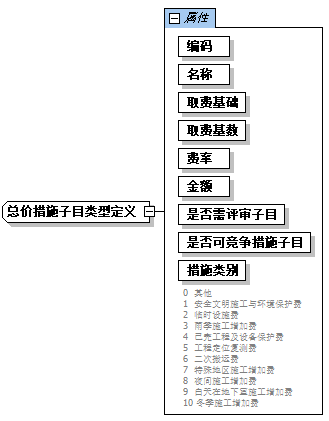 属性
编码
名称
取费基础
取费基数
费率
金额
总价措施子目类型定义
是否需评审子目
是否可竞争措施子目
措施类别
0 其他
1 安全文明施工与环境保护费
2 临时设施费
3 雨季施工增加费
4 已完工程及设备保护费
5 工程定位复测费
6 二次搬运费
7 特殊地区施工增加费
8 夜间施工增加费
9 白天在地下室施工增加费
10 冬季施工增加费